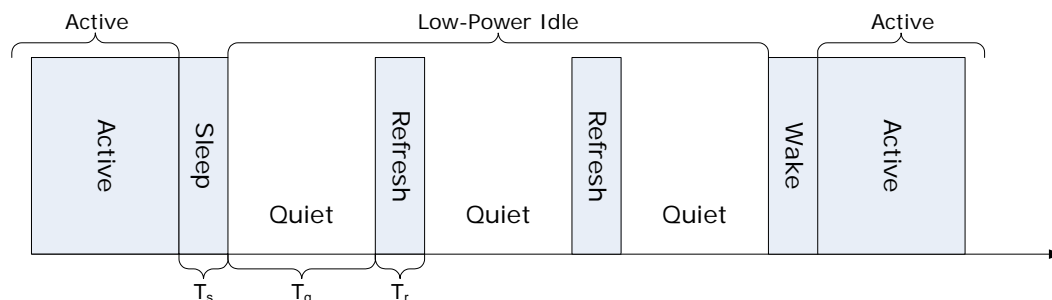 Active
Low-Power Idle
Active
Active
Sleep
Quiet
Refresh
Quiet
Refresh
Quiet
Wake
Active
Ts
Tq
Tr